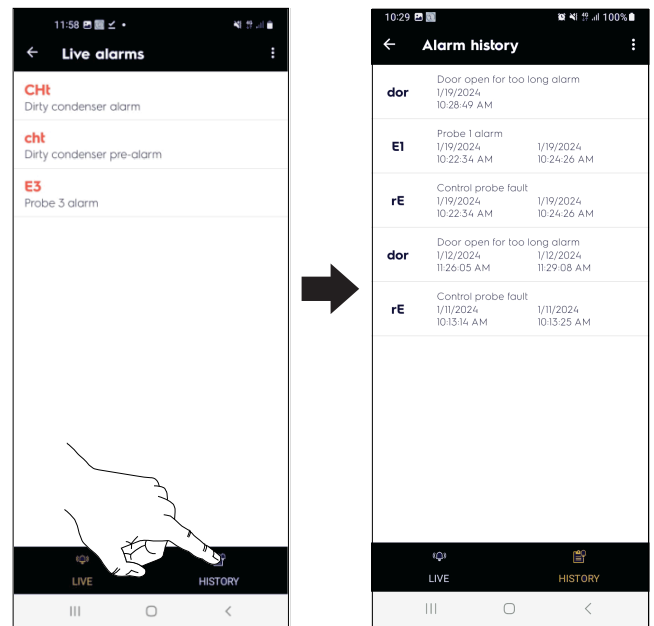 11:58
Live alarms
CHt
Dirty condenser alarm
cht
Dirty condenser pre-alarm
E3
Probe 3 alarm
LIVE
HISTORY
10:29
100%
Alarm history
Door open for too long alarm
dor
1/19/2024
10:28:49 AM
Probe 1 alarm
E1
1/19/2024 1/19/2024
10:22:34 AM 10:24:26 AM
Control probe fault
rE
1/19/2024 1/19/2024
10:22:34 AM 10:24:26 AM
Door open for too long alarm
dor
1/12/2024 1/12/2024
11:26:05 AM 11:29:08 AM
Control probe fault
rE
1/11/2024 1/11/2024
10:13:14 AM 10:13:25 AM
LIVE
HISTORY